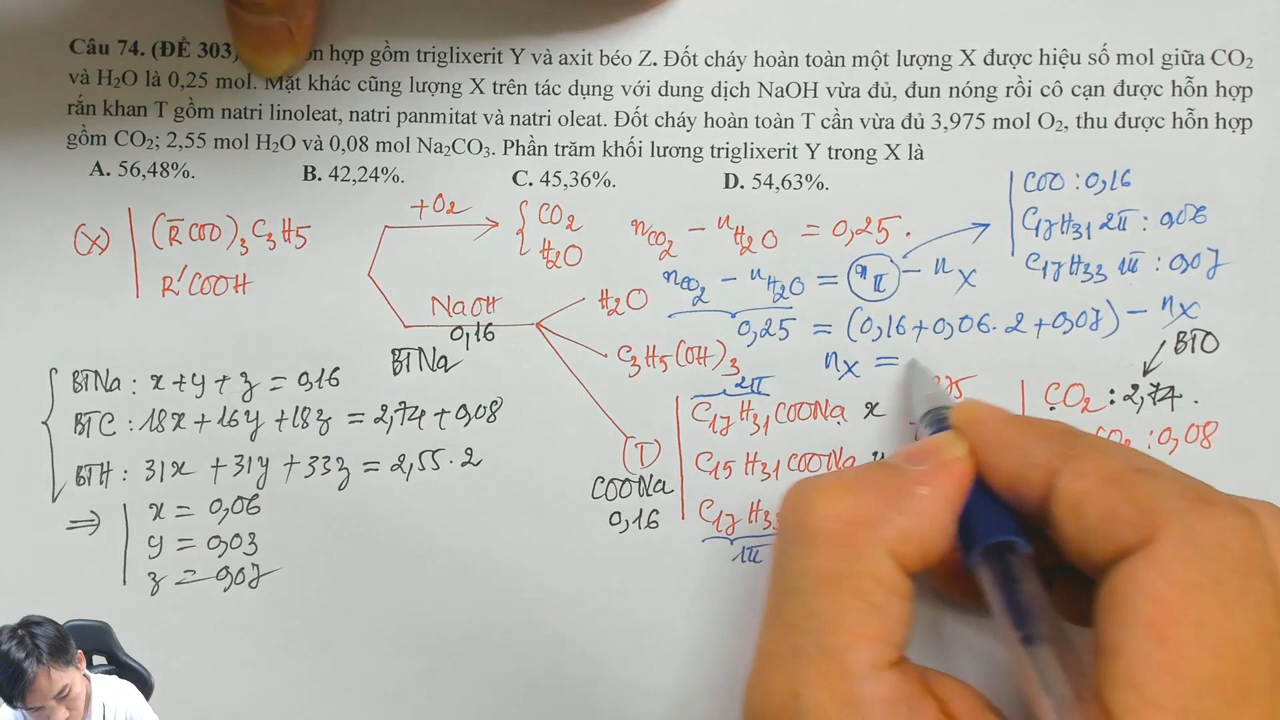 Câu 74. (ĐỀ 303) hợp gồm triglixerit Y và axit béo Z. Đốt cháy hoàn toàn một lượng X được hiệu số mol giữa CO₂
và H₂O là 0,25 mol. Mặt khác cũng lượng X trên tác dụng với dung dịch NaOH vừa đủ, đun nóng rồi cô cạn được hỗn hợp
rắn khan T gồm natri linoleat, natri panmitat và natri oleat. Đốt cháy hoàn toàn T cần vừa đủ 3,975 mol O₂, thu được hỗn hợp
gồm CO₂; 2,55 mol H₂O và 0,08 mol Na₂CO₃. Phần trăm khối lương triglixerit Y trong X là
A. 56,48%. B. 42,24%. C. 45,36%. D. 54,63%.
(X) (R̄COO)₃C₃H₅
R'COOH
+O₂
CO₂
H₂O
nCO₂ - nH₂O = 0,25.
COO : 0,16
C₁₇H₃₁ 2π : 0,06
C₁₇H₃₃ 1π : 0,07
nCO₂ - nH₂O = nπ - nX
0,25 = (0,16+0,06.2+0,07) - nX
nX =
NaOH
0,16
BTNa
H₂O
C₃H₅(OH)₃
BTO
2π
C₁₇H₃₁COONa x
C₁₅H₃₁COONa
C₁₇H₃₃
1π
(T)
COONa
0,16
CO₂ : 2,74.
: 0,08
BTNa : x+y+z = 0,16
BTC : 18x+16y+18z = 2,74+0,08
BTH : 31x+31y+33z = 2,55.2
⇒ x = 0,06
y = 0,03
z = 0,07